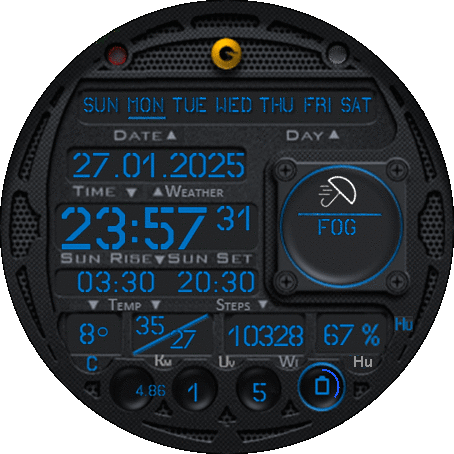 G
SUN MON TUE WED THU FRI SAT
DATE▲ DAY▲
27.01.2025
TIME ▼ ▲WEATHER
23:57 31
FOG
SUN RISE▼SUN SET
03:30 20:30
▼ TEMP ▼ STEPS ▼
8° 35/27 10328 67 % Hu
C KM UV WI Hu
4.86 1 5